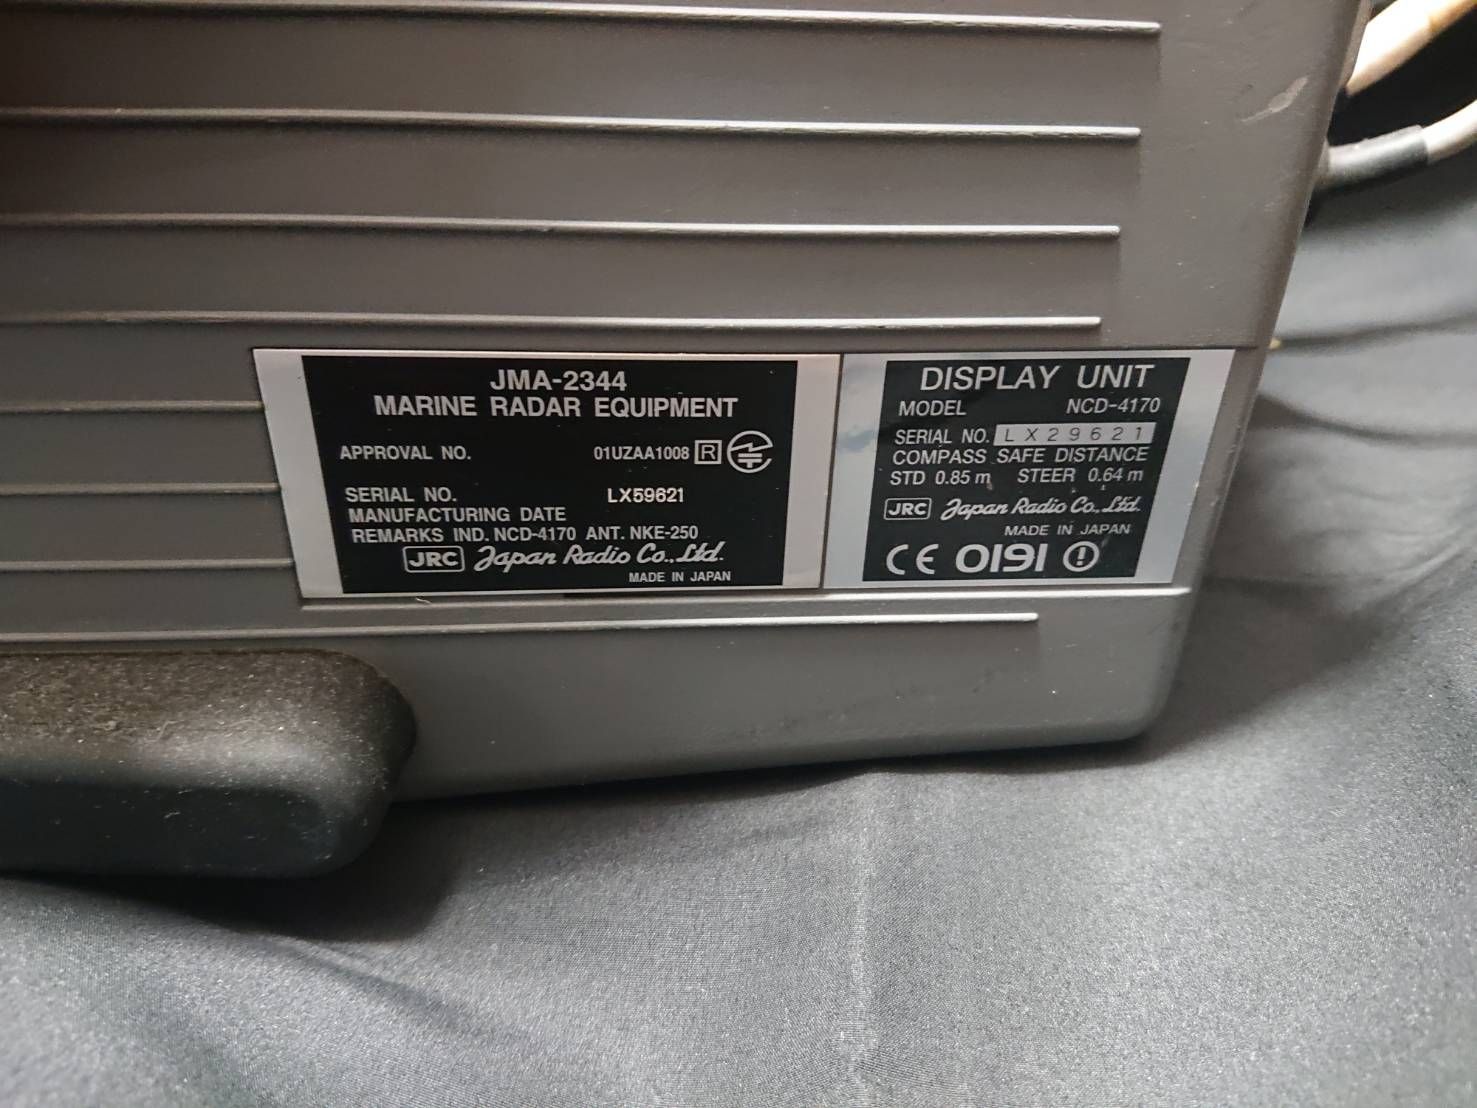 JMA-2344
MARINE RADAR EQUIPMENT
APPROVAL NO. 01UZAA1008 R
SERIAL NO. LX59621
MANUFACTURING DATE
REMARKS IND. NCD-4170 ANT. NKE-250
JRC Japan Radio Co., Ltd.
MADE IN JAPAN
DISPLAY UNIT
MODEL NCD-4170
SERIAL NO. LX29621
COMPASS SAFE DISTANCE
STD 0.85 m STEER 0.64 m
JRC Japan Radio Co., Ltd.
MADE IN JAPAN
CE 0191 !